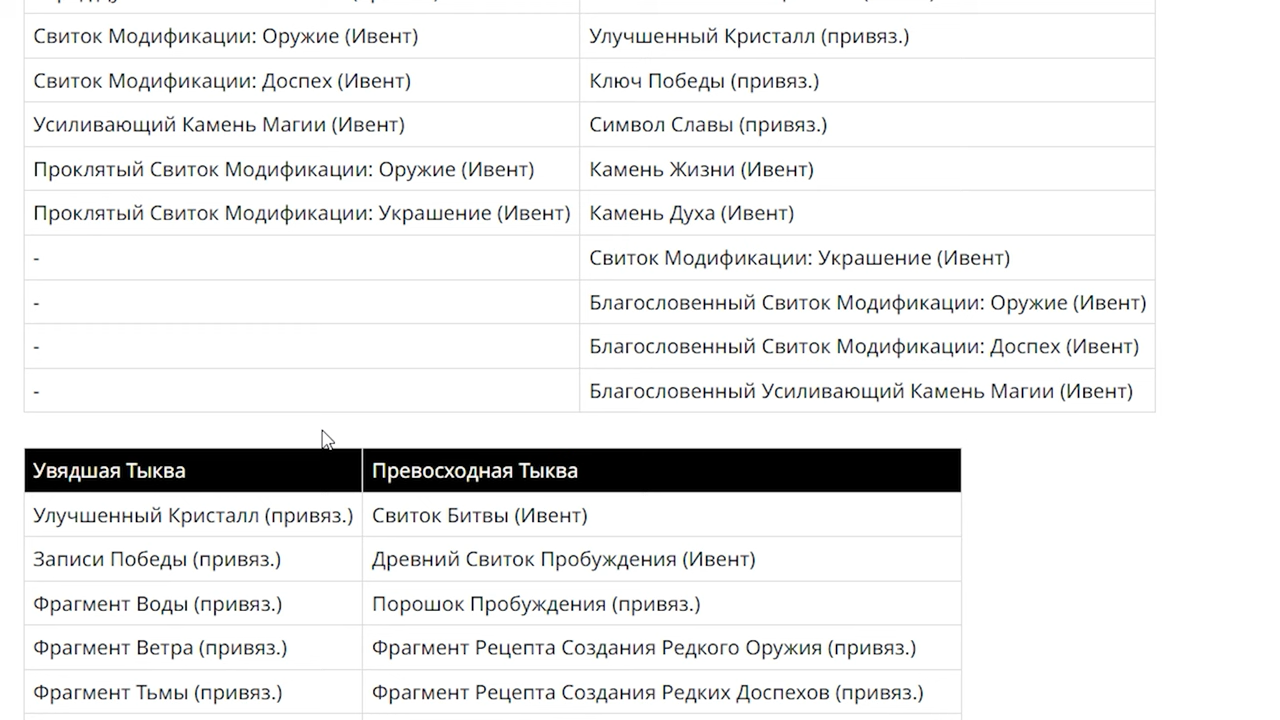 Свиток Модификации: Оружие (Ивент) Улучшенный Кристалл (привяз.)
Свиток Модификации: Доспех (Ивент) Ключ Победы (привяз.)
Усиливающий Камень Магии (Ивент) Символ Славы (привяз.)
Проклятый Свиток Модификации: Оружие (Ивент) Камень Жизни (Ивент)
Проклятый Свиток Модификации: Украшение (Ивент) Камень Духа (Ивент)
- Свиток Модификации: Украшение (Ивент)
- Благословенный Свиток Модификации: Оружие (Ивент)
- Благословенный Свиток Модификации: Доспех (Ивент)
- Благословенный Усиливающий Камень Магии (Ивент)
Увядшая Тыква Превосходная Тыква
Улучшенный Кристалл (привяз.) Свиток Битвы (Ивент)
Записи Победы (привяз.) Древний Свиток Пробуждения (Ивент)
Фрагмент Воды (привяз.) Порошок Пробуждения (привяз.)
Фрагмент Ветра (привяз.) Фрагмент Рецепта Создания Редкого Оружия (привяз.)
Фрагмент Тьмы (привяз.) Фрагмент Рецепта Создания Редких Доспехов (привяз.)